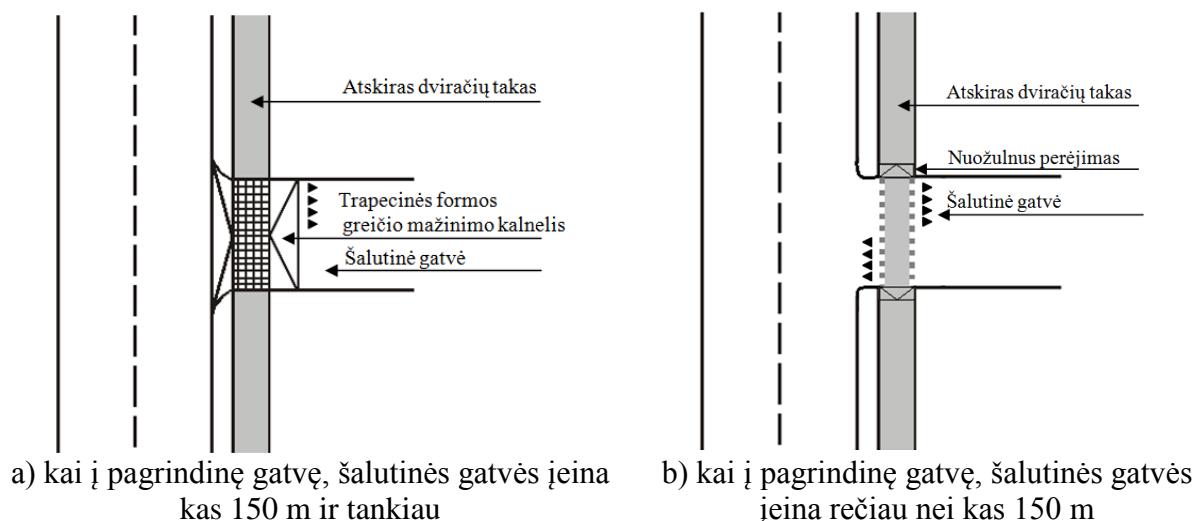 Atskiras dviračių takas
Trapecinės formos
greičio mažinimo kalnelis
Šalutinė gatvė
a) kai į pagrindinę gatvę, šalutinės gatvės įeina
kas 150 m ir tankiau
Atskiras dviračių takas
Nuožulnus perėjimas
Šalutinė gatvė
b) kai į pagrindinę gatvę, šalutinės gatvės
įeina rečiau nei kas 150 m